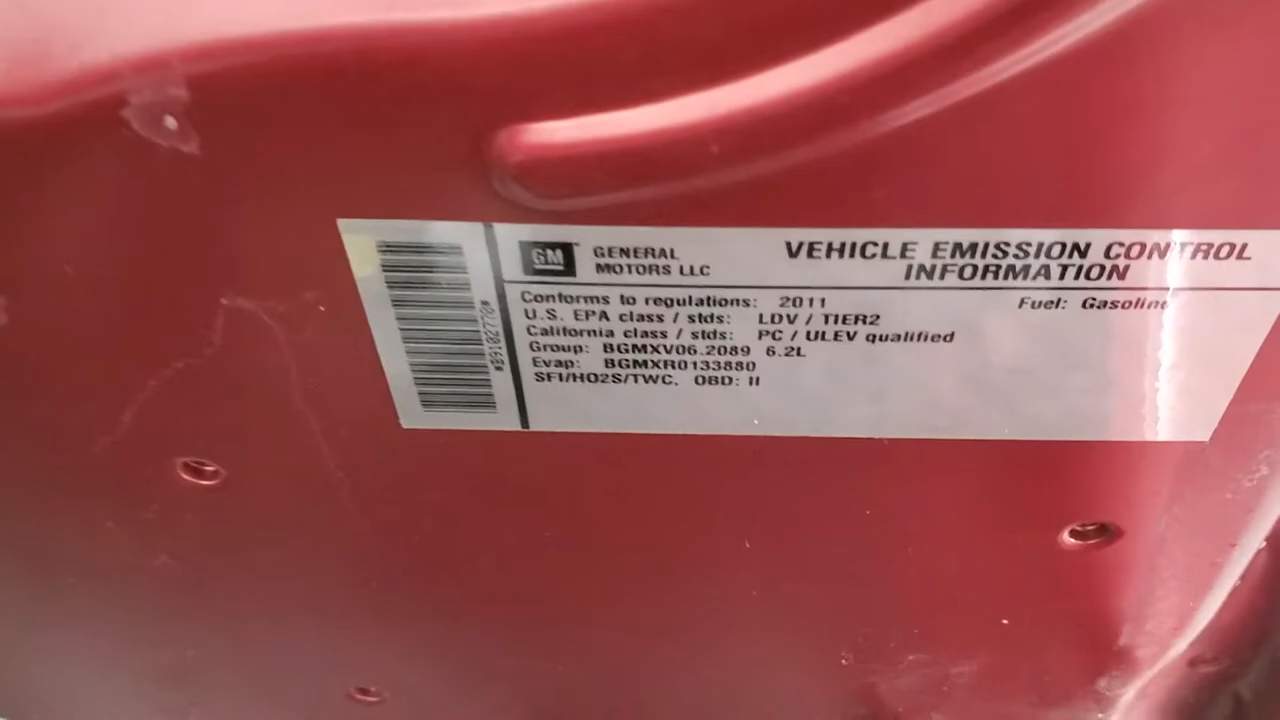 GM GENERAL MOTORS LLC
VEHICLE EMISSION CONTROL
INFORMATION
Conforms to regulations: 2011 Fuel: Gasoline
U.S. EPA class / stds: LDV / TIER2
California class / stds: PC / ULEV qualified
Group: BGMXV06.2089 6.2L
Evap: BGMXR0133880
SFI/HO2S/TWC, OBD: II
*B9102770*